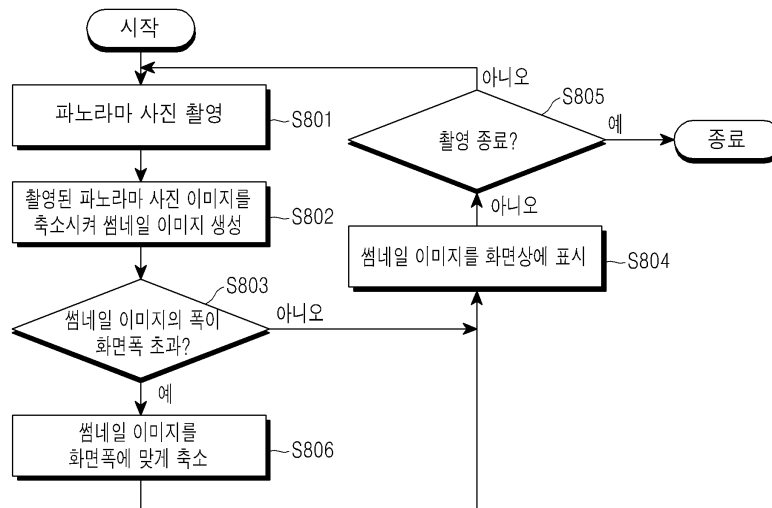 시작
파노라마 사진 촬영
S801
촬영된 파노라마 사진 이미지를
축소시켜 썸네일 이미지 생성
S802
S803
썸네일 이미지의 폭이
화면폭 초과?
아니오
예
썸네일 이미지를
화면폭에 맞게 축소
S806
썸네일 이미지를 화면상에 표시
S804
아니오
촬영 종료?
S805
아니오
예
종료